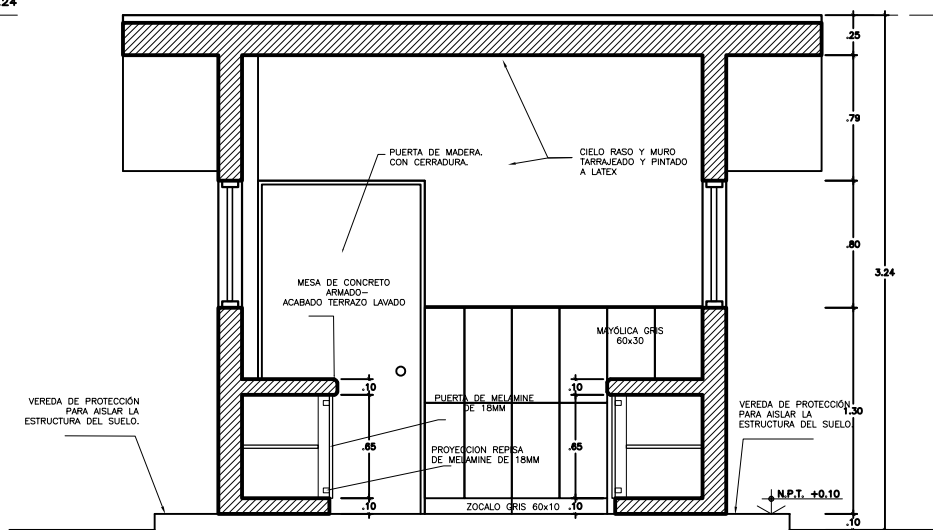 .24
.25
.79
PUERTA DE MADERA.
CON CERRADURA.
CIELO RASO Y MURO
TARRAJEADO Y PINTADO
A LATEX
.80
3.24
MESA DE CONCRETO
ARMADO-
ACABADO TERRAZO LAVADO
MAYÓLICA GRIS
60x30
.10
.10
VEREDA DE PROTECCIÓN
PARA AISLAR LA
ESTRUCTURA DEL SUELO.
PUERTA DE MELAMINE
DE 18MM
VEREDA DE PROTECCIÓN
PARA AISLAR LA
ESTRUCTURA DEL SUELO.
1.30
.65
.65
PROYECCION REPISA
DE MELAMINE DE 18MM
.10
ZOCALO GRIS 60x10
.10
N.P.T. +0.10
.10